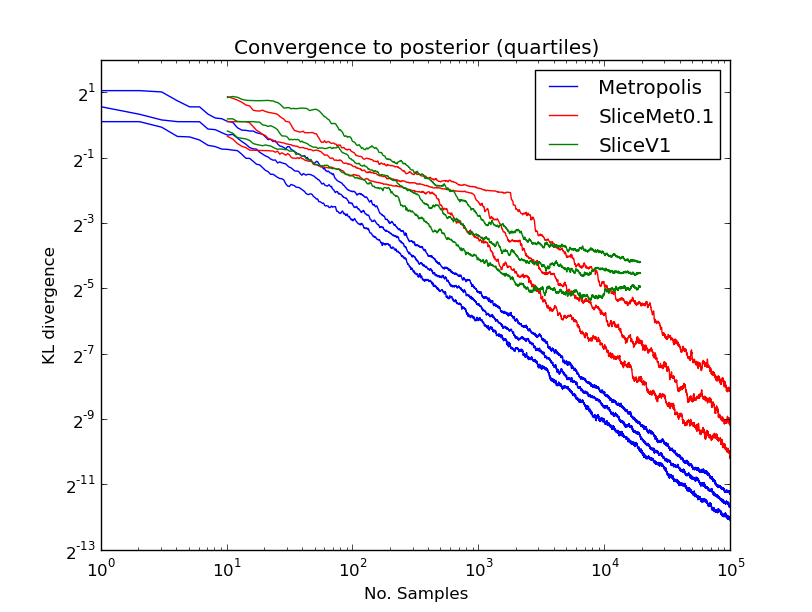 Convergence to posterior (quartiles)
Metropolis
SliceMet0.1
SliceV1
KL divergence
2^1
2^-1
2^-3
2^-5
2^-7
2^-9
2^-11
2^-13
10^0 10^1 10^2 10^3 10^4 10^5
No. Samples